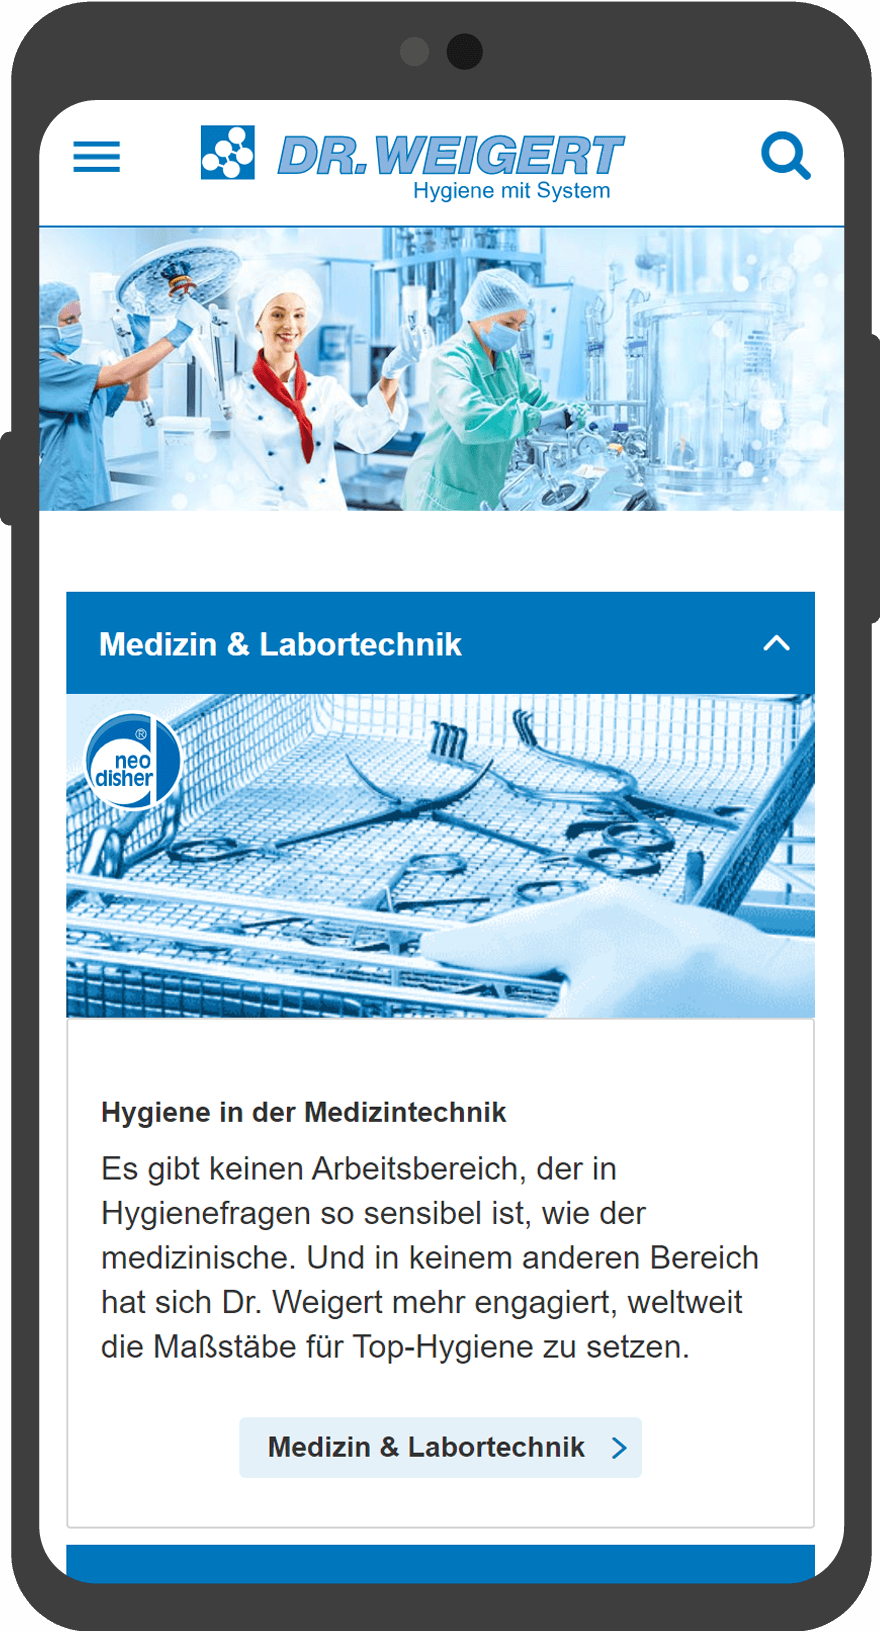 DR.WEIGERT
Hygiene mit System
Medizin & Labortechnik
®
neo
disher
Hygiene in der Medizintechnik
Es gibt keinen Arbeitsbereich, der in
Hygienefragen so sensibel ist, wie der
medizinische. Und in keinem anderen Bereich
hat sich Dr. Weigert mehr engagiert, weltweit
die Maßstäbe für Top-Hygiene zu setzen.
Medizin & Labortechnik